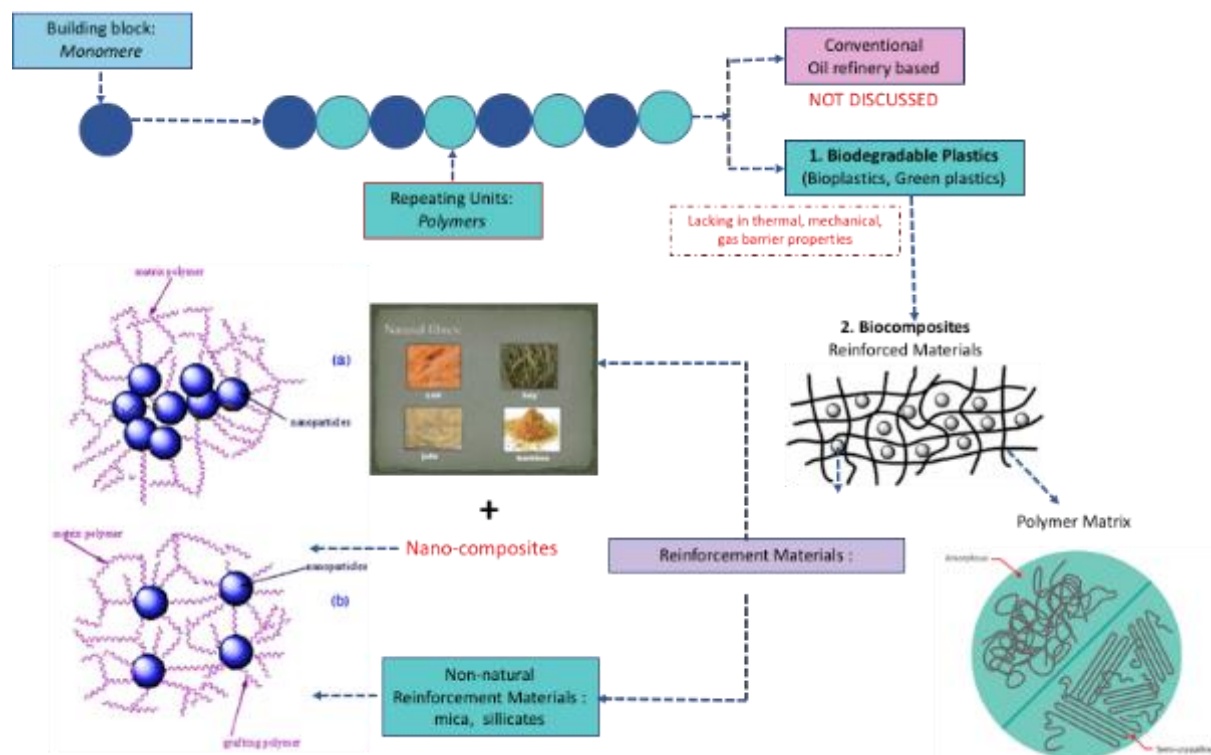 Building block:
Monomere
Conventional
Oil refinery based
NOT DISCUSSED
1. Biodegradable Plastics
(Bioplastics, Green plastics)
Repeating Units:
Polymers
Lacking in thermal, mechanical,
gas barrier properties
matrix polymer
(a)
nanoparticles
Natural fibres
jute
2. Biocomposites
Reinforced Materials
Polymer Matrix
+
Nano-composites
Reinforcement Materials :
matrix polymer
nanoparticles
(b)
grafting polymer
Non-natural
Reinforcement Materials :
mica, sillicates
Amorphous
Semi-crystalline